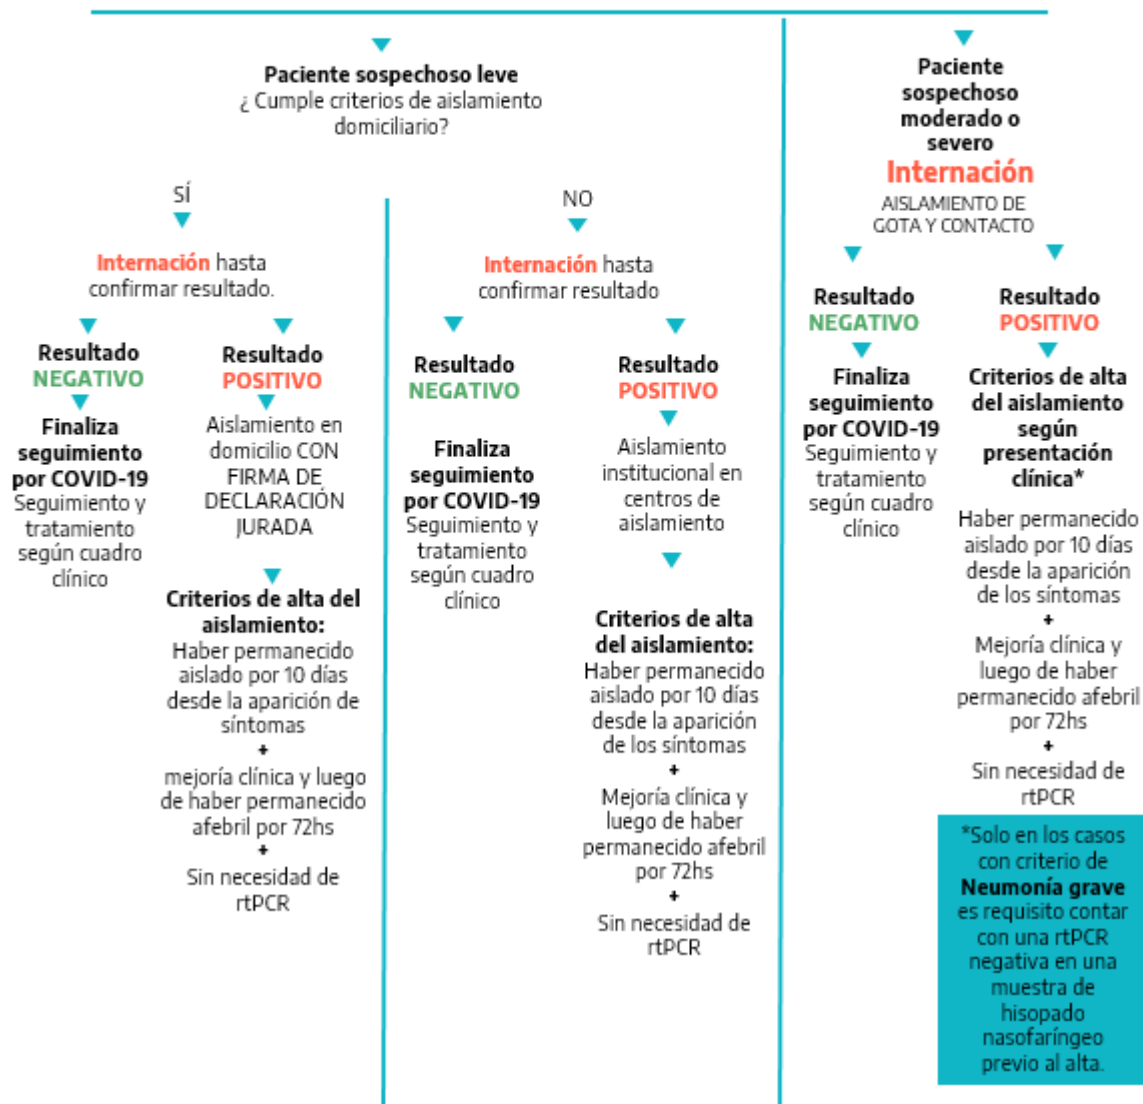 Paciente sospechoso leve
¿ Cumple criterios de aislamiento
domiciliario?
SÍ
Internación hasta
confirmar resultado.
Resultado
NEGATIVO
Finaliza
seguimiento
por COVID-19
Seguimiento y
tratamiento
según cuadro
clínico
Resultado
POSITIVO
Aislamiento en
domicilio CON
FIRMA DE
DECLARACIÓN
JURADA
Criterios de alta del
aislamiento:
Haber permanecido
aislado por 10 días
desde la aparición de
síntomas
+
mejoría clínica y luego
de haber permanecido
afebril por 72hs
+
Sin necesidad de
rtPCR
NO
Internación hasta
confirmar resultado
Resultado
NEGATIVO
Finaliza
seguimiento
por COVID-19
Seguimiento y
tratamiento
según cuadro
clínico
Resultado
POSITIVO
Aislamiento
institucional en
centros de
aislamiento
Criterios de alta
del aislamiento:
Haber permanecido
aislado por 10 días
desde la aparición
de los síntomas
+
Mejoría clínica y
luego de haber
permanecido afebril
por 72hs
+
Sin necesidad de
rtPCR
Paciente
sospechoso
moderado o
severo
Internación
AISLAMIENTO DE
GOTA Y CONTACTO
Resultado
NEGATIVO
Finaliza
seguimiento
por COVID-19
Seguimiento y
tratamiento
según cuadro
clínico
Resultado
POSITIVO
Criterios de alta
del aislamiento
según
presentación
clínica*
Haber permanecido
aislado por 10 días
desde la aparición
de los síntomas
+
Mejoría clínica y
luego de haber
permanecido afebril
por 72hs
+
Sin necesidad de
rtPCR
*Solo en los casos
con criterio de
Neumonía grave
es requisito contar
con una rtPCR
negativa en una
muestra de
hisopado
nasofaríngeo
previo al alta.